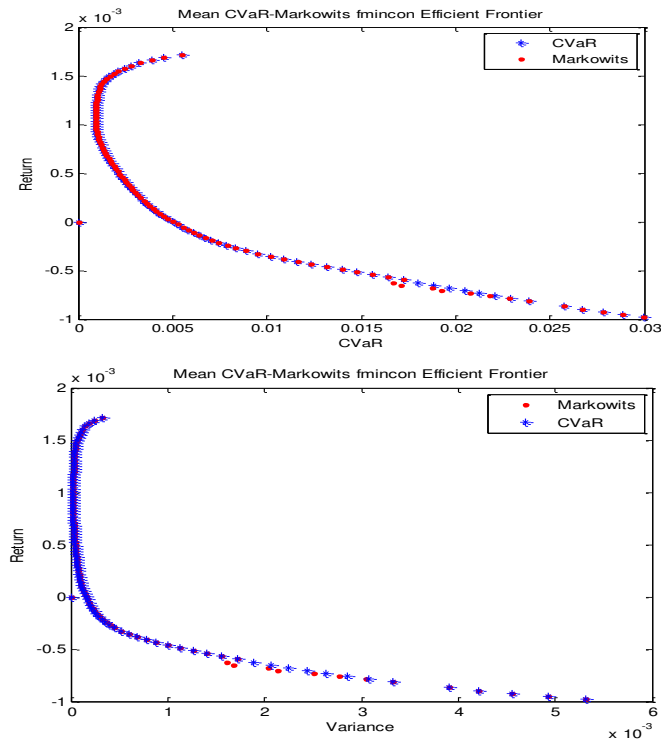 Mean CVaR-Markowits fmincon Efficient Frontier
x 10⁻³
2
1.5
1
0.5
0
-0.5
-1
Return
CVaR
Markowits
0
0.005
0.01
0.015
0.02
0.025
0.03
CVaR
Mean CVaR-Markowits fmincon Efficient Frontier
x 10⁻³
2
1.5
1
0.5
0
-0.5
-1
Return
Markowits
CVaR
0
1
2
3
4
5
6
Variance
x 10⁻³